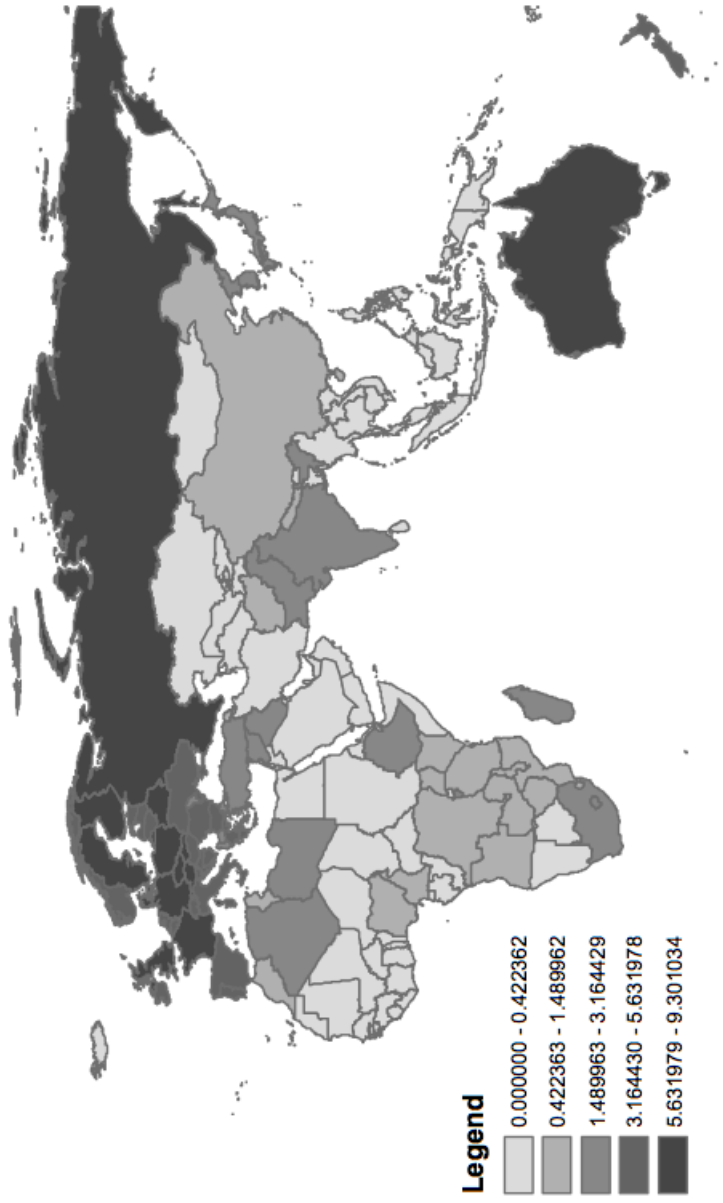 Legend
0.000000 - 0.422362
0.422363 - 1.489962
1.489963 - 3.164429
3.164430 - 5.631978
5.631979 - 9.301034